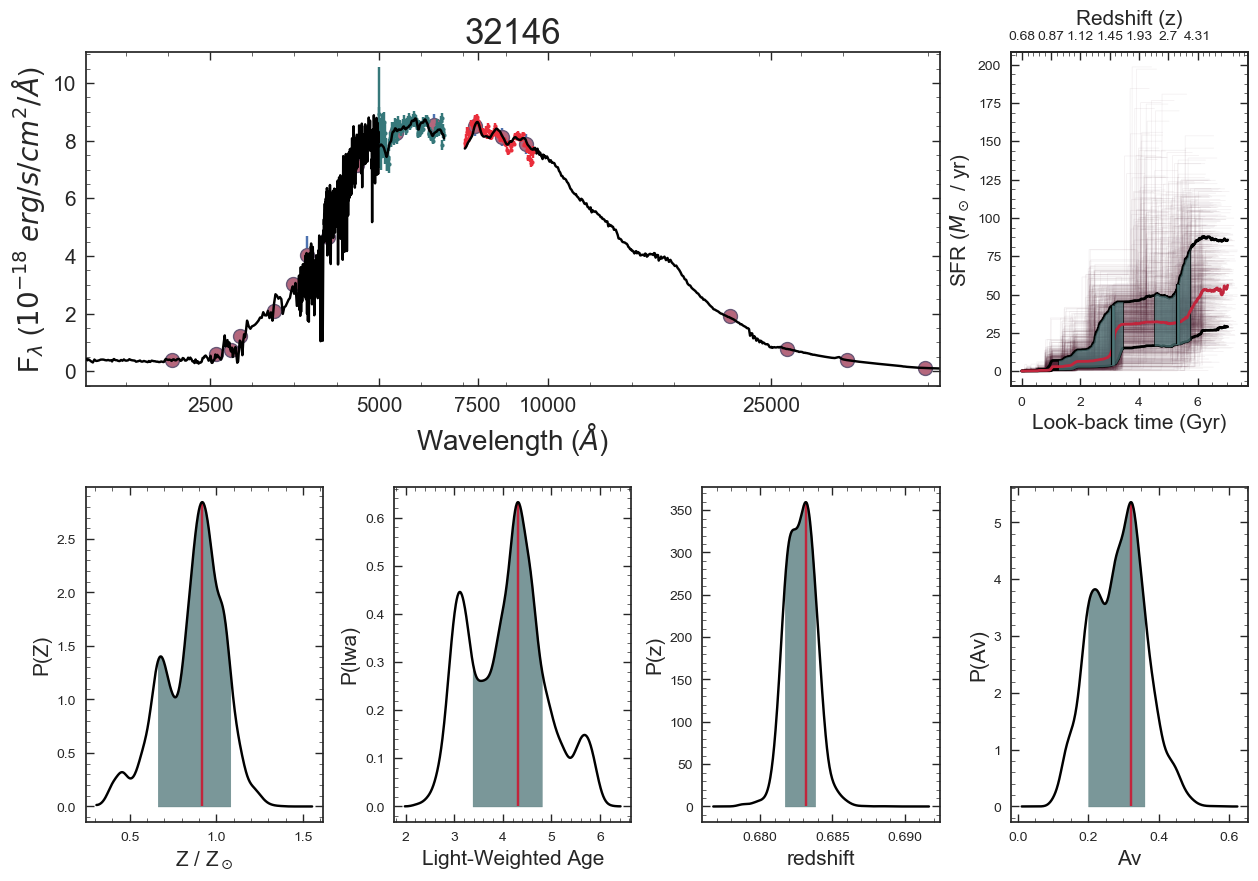 32146
10
8
6
4
2
0
F_λ (10^{-18} erg/s/cm^2/Å)
2500 5000 7500 10000 25000
Wavelength (Å)
Redshift (z)
0.68 0.87 1.12 1.45 1.93 2.7 4.31
200
175
150
125
100
75
50
25
0
SFR (M_⊙ / yr)
0 2 4 6
Look-back time (Gyr)
2.5
2.0
1.5
1.0
0.5
0.0
P(Z)
0.5 1.0 1.5
Z / Z_⊙
0.6
0.5
0.4
0.3
0.2
0.1
0.0
P(lwa)
2 3 4 5 6
Light-Weighted Age
350
300
250
200
150
100
50
0
P(z)
0.680 0.685 0.690
redshift
5
4
3
2
1
0
P(Av)
0.0 0.2 0.4 0.6
Av